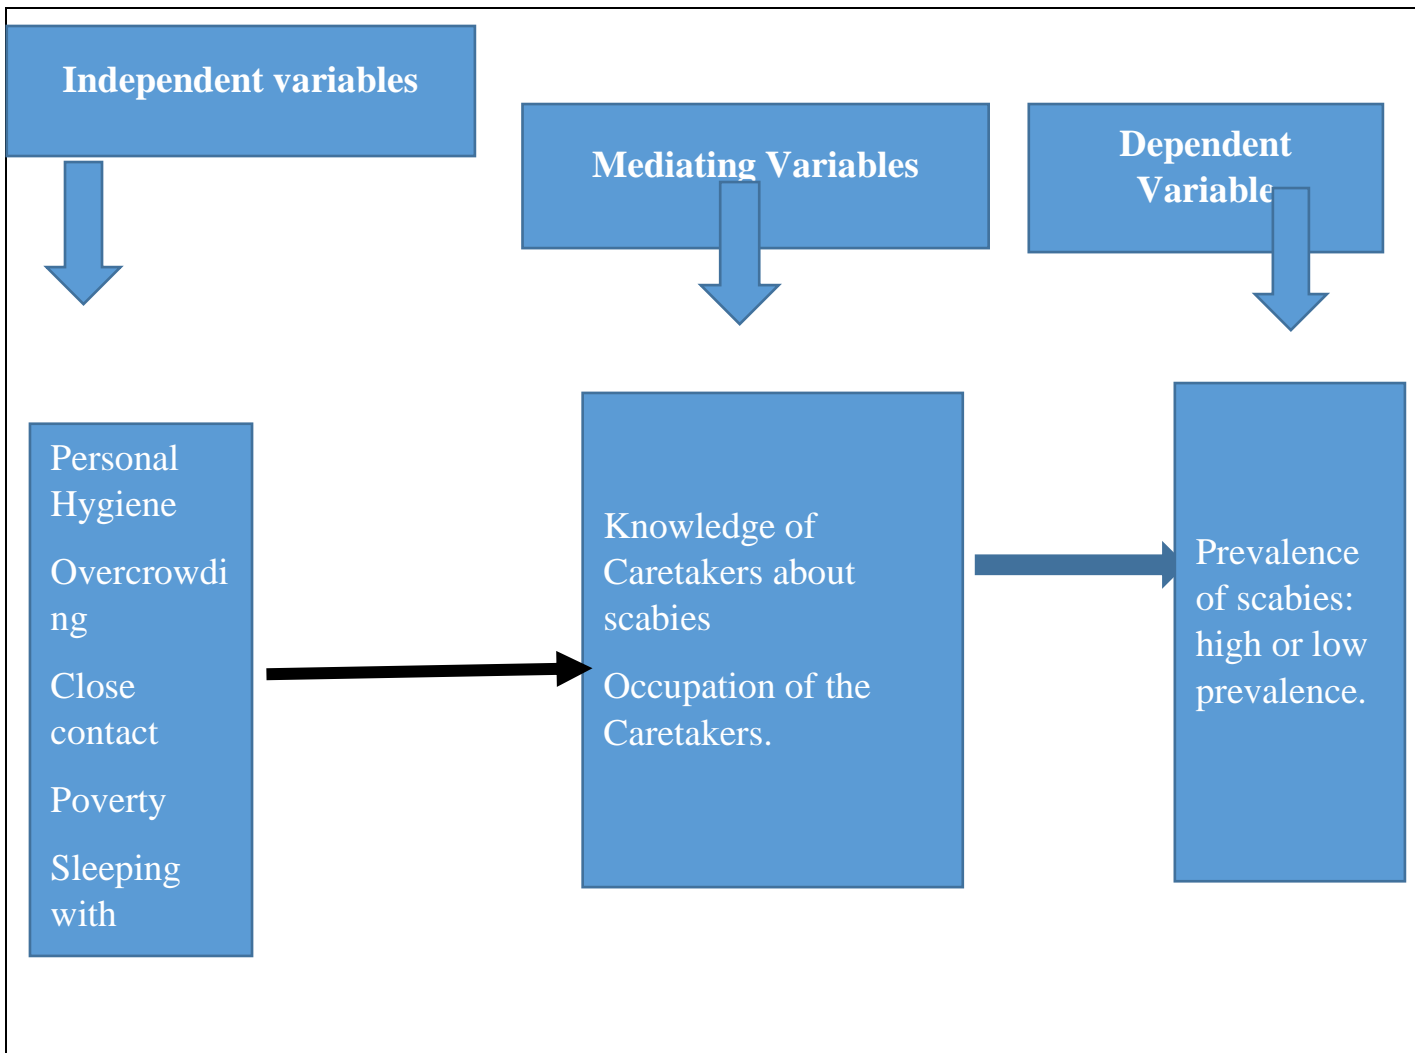 Independent variables
Mediating Variables
Dependent
Variable
Personal
Hygiene
Overcrowdi
ng
Close
contact
Poverty
Sleeping
with
Knowledge of
Caretakers about
scabies
Occupation of the
Caretakers.
Prevalence
of scabies:
high or low
prevalence.